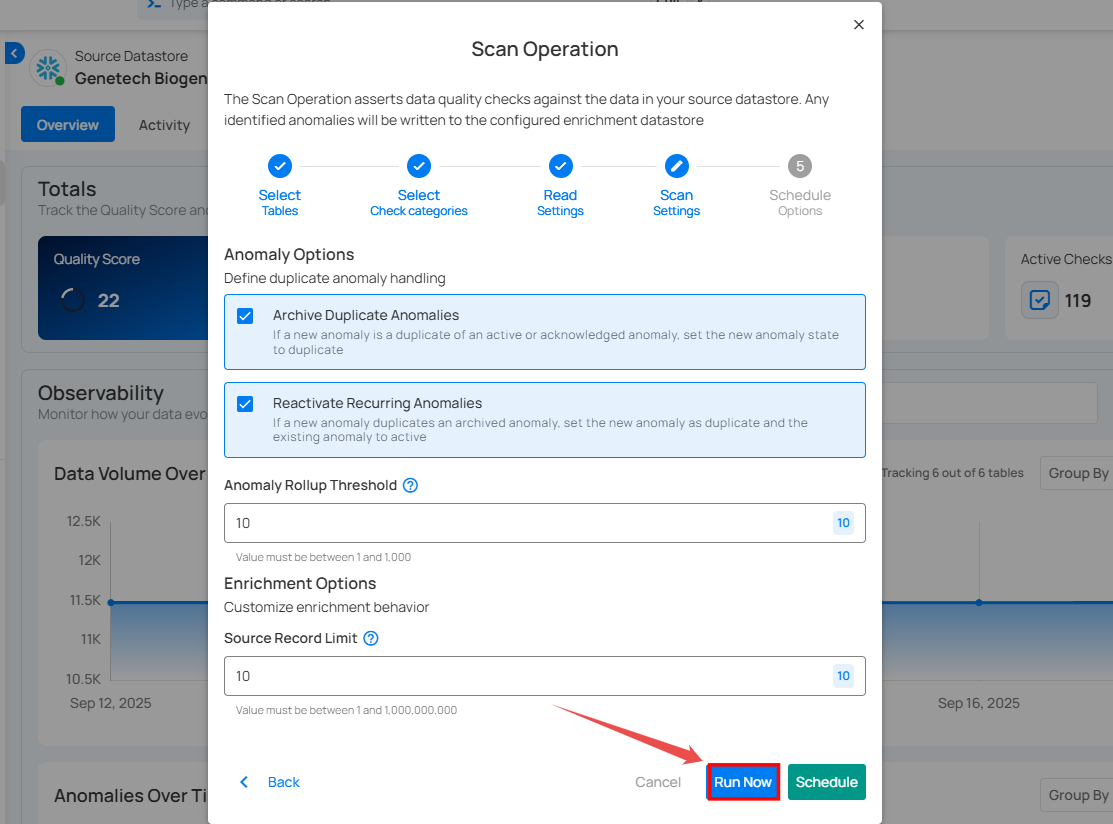 Type a command or search
Scan Operation
Source Datastore
Genetech Biogen
The Scan Operation asserts data quality checks against the data in your source datastore. Any
identified anomalies will be written to the configured enrichment datastore
Overview
Activity
5
Select
Tables
Select
Check categories
Read
Settings
Scan
Settings
Schedule
Options
Totals
Track the Quality Score and
Quality Score
22
Active Checks
119
Anomaly Options
Define duplicate anomaly handling
Archive Duplicate Anomalies
If a new anomaly is a duplicate of an active or acknowledged anomaly, set the new anomaly state
to duplicate
Reactivate Recurring Anomalies
If a new anomaly duplicates an archived anomaly, set the new anomaly as duplicate and the
existing anomaly to active
Observability
Monitor how your data evo
Data Volume Over
Tracking 6 out of 6 tables
Group By
12.5K
12K
11.5K
11K
10.5K
Sep 12, 2025
Sep 16, 2025
Anomaly Rollup Threshold
10
10
Value must be between 1 and 1,000
Enrichment Options
Customize enrichment behavior
Source Record Limit
10
10
Value must be between 1 and 1,000,000,000
Back
Cancel
Run Now
Schedule
Anomalies Over Ti
Group By